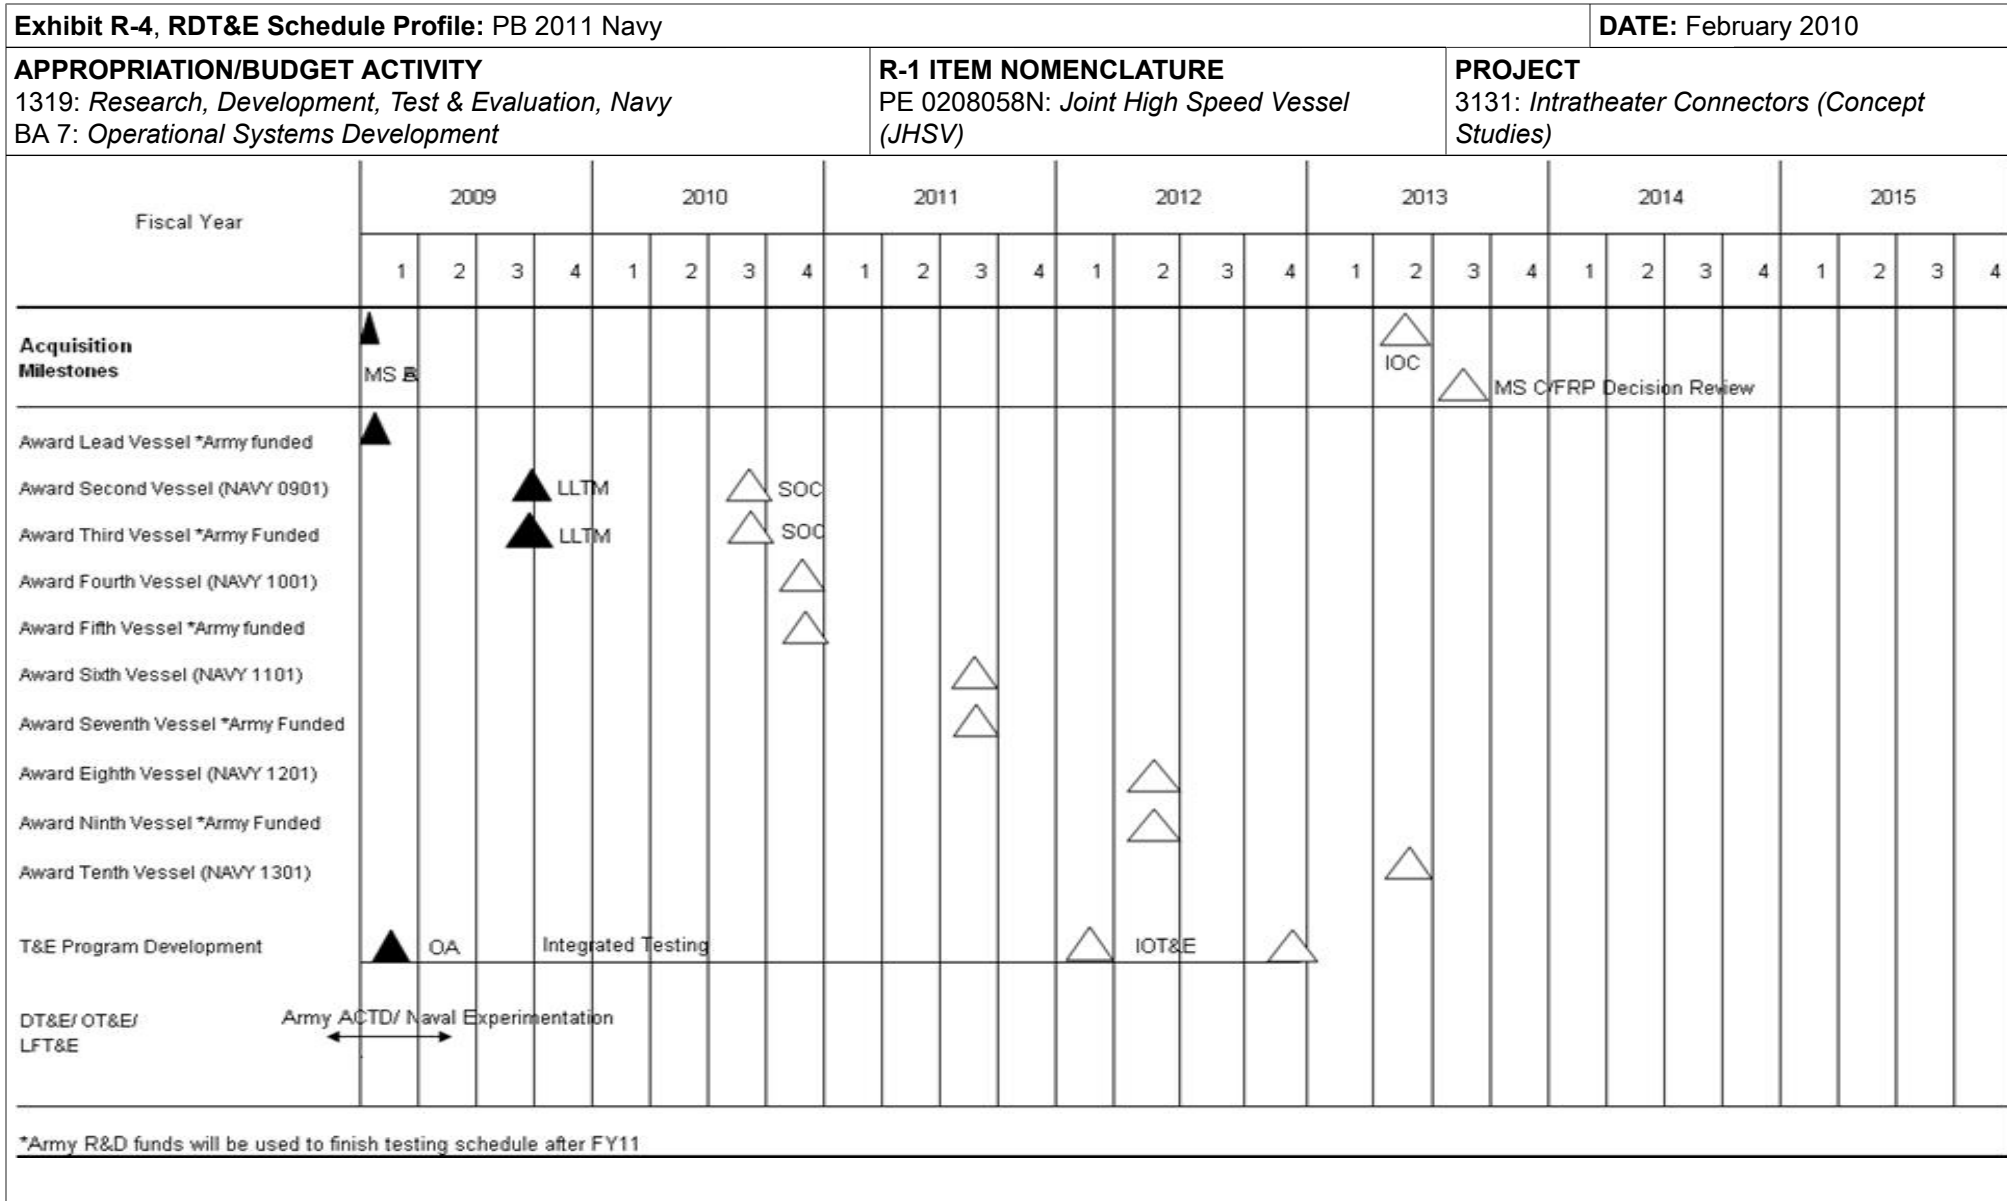 Exhibit R-4, RDT&E Schedule Profile: PB 2011 Navy
DATE: February 2010
APPROPRIATION/BUDGET ACTIVITY
1319: Research, Development, Test & Evaluation, Navy
BA 7: Operational Systems Development
R-1 ITEM NOMENCLATURE
PE 0208058N: Joint High Speed Vessel
(JHSV)
PROJECT
3131: Intratheater Connectors (Concept
Studies)
Fiscal Year
2009 2010 2011 2012 2013 2014 2015
1 2 3 4 1 2 3 4 1 2 3 4 1 2 3 4 1 2 3 4 1 2 3 4 1 2 3 4
Acquisition
Milestones
MS
IOC
MS C/FRP Decision Review
Award Lead Vessel *Army funded
Award Second Vessel (NAVY 0901) LLTM SOC
Award Third Vessel *Army Funded LLTM SOC
Award Fourth Vessel (NAVY 1001)
Award Fifth Vessel *Army funded
Award Sixth Vessel (NAVY 1101)
Award Seventh Vessel *Army Funded
Award Eighth Vessel (NAVY 1201)
Award Ninth Vessel *Army Funded
Award Tenth Vessel (NAVY 1301)
T&E Program Development OA Integrated Testing IOT&E
DT&E/ OT&E/
LFT&E
Army ACTD/ Naval Experimentation
*Army R&D funds will be used to finish testing schedule after FY11